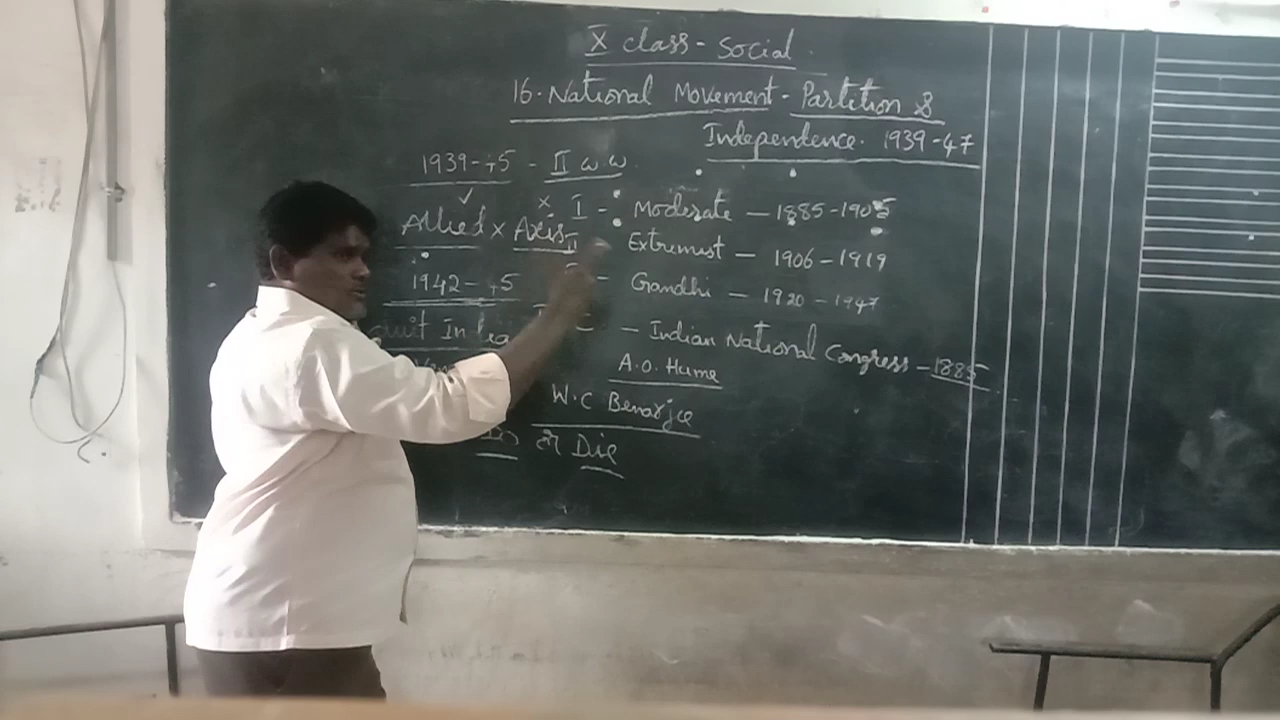 X class - Social
16. National Movement - Partition &
Independence. 1939-47
1939-45 - II W W
Allied x Axis
x I - Moderate - 1885-1905
II Extremist - 1906-1919
- Gandhi - 1920-1947
1942-45
Quit India
- Indian National Congress - 1885
A.O. Hume
W.C Benarjee
Do or Die